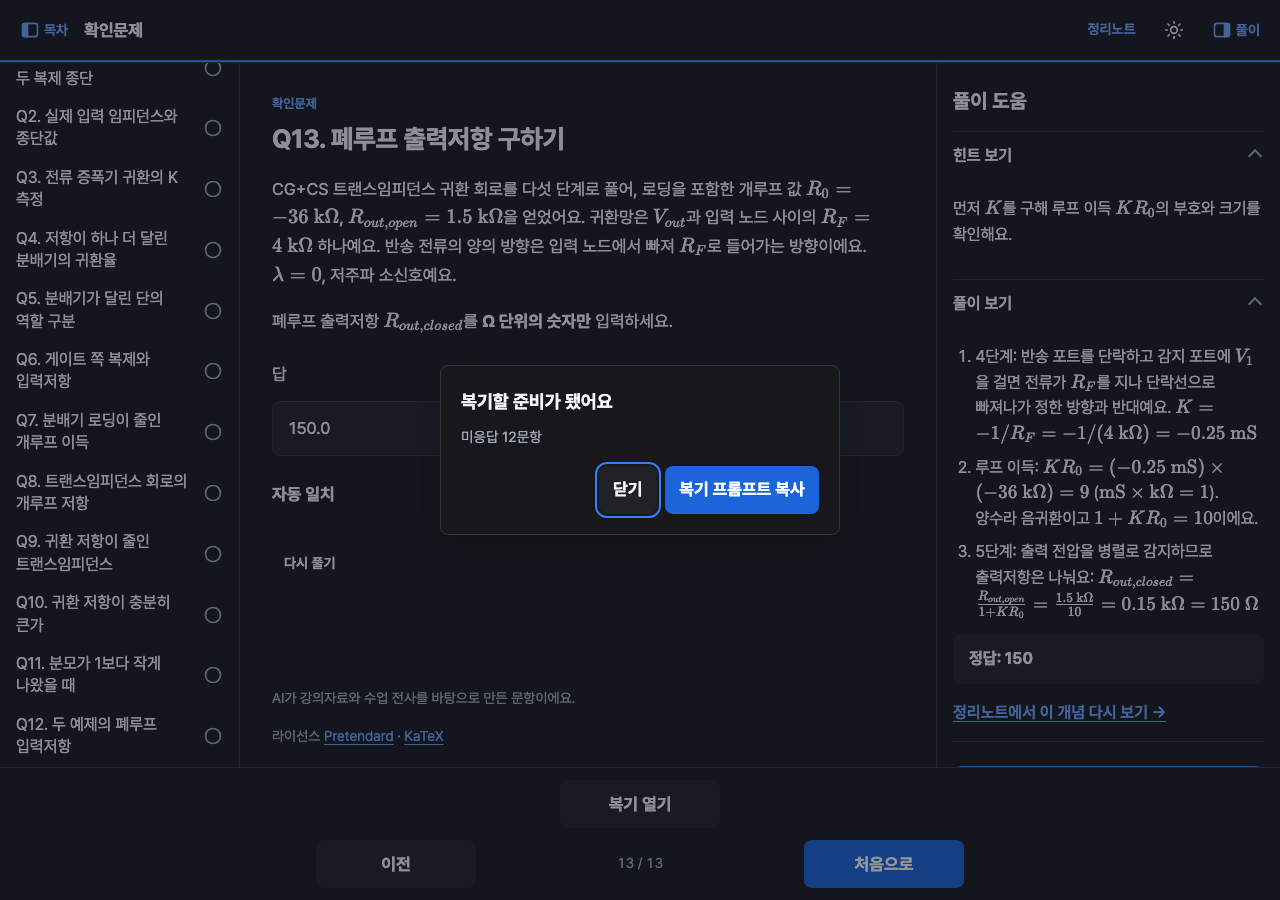 목차
확인문제
정리노트
풀이
두 복제 종단
Q2. 실제 입력 임피던스와
종단값
Q3. 전류 증폭기 귀환의 K
측정
Q4. 저항이 하나 더 달린
분배기의 귀환율
Q5. 분배기가 달린 단의
역할 구분
Q6. 게이트 쪽 복제와
입력저항
Q7. 분배기 로딩이 줄인
개루프 이득
Q8. 트랜스임피던스 회로의
개루프 저항
Q9. 귀환 저항이 줄인
트랜스임피던스
Q10. 귀환 저항이 충분히
큰가
Q11. 분모가 1보다 작게
나왔을 때
Q12. 두 예제의 폐루프
입력저항
확인문제
Q13. 폐루프 출력저항 구하기
CG+CS 트랜스임피던스 귀환 회로를 다섯 단계로 풀어, 로딩을 포함한 개루프 값 R_0 =
−36 kΩ, R_{out,open} = 1.5 kΩ을 얻었어요. 귀환망은 V_{out}과 입력 노드 사이의 R_F =
4 kΩ 하나예요. 반송 전류의 양의 방향은 입력 노드에서 빠져 R_F로 들어가는 방향이에요.
λ = 0, 저주파 소신호예요.
폐루프 출력저항 R_{out,closed}를 Ω 단위의 숫자만 입력하세요.
답
150.0
자동 일치
다시 풀기
AI가 강의자료와 수업 전사를 바탕으로 만든 문항이에요.
라이선스 Pretendard · KaTeX
복기할 준비가 됐어요
미응답 12문항
닫기
복기 프롬프트 복사
풀이 도움
힌트 보기
먼저 K를 구해 루프 이득 KR_0의 부호와 크기를
확인해요.
풀이 보기
1. 4단계: 반송 포트를 단락하고 감지 포트에 V_1
을 걸면 전류가 R_F를 지나 단락선으로
빠져나가 정한 방향과 반대예요. K =
−1/R_F = −1/(4 kΩ) = −0.25 mS
2. 루프 이득: KR_0 = (−0.25 mS) ×
(−36 kΩ) = 9 (mS × kΩ = 1).
양수라 음귀환이고 1 + KR_0 = 10이에요.
3. 5단계: 출력 전압을 병렬로 감지하므로
출력저항은 나눠요: R_{out,closed} =
R_{out,open}/(1+KR_0) = 1.5 kΩ/10 = 0.15 kΩ = 150 Ω
정답: 150
정리노트에서 이 개념 다시 보기 →
복기 열기
이전
13 / 13
처음으로